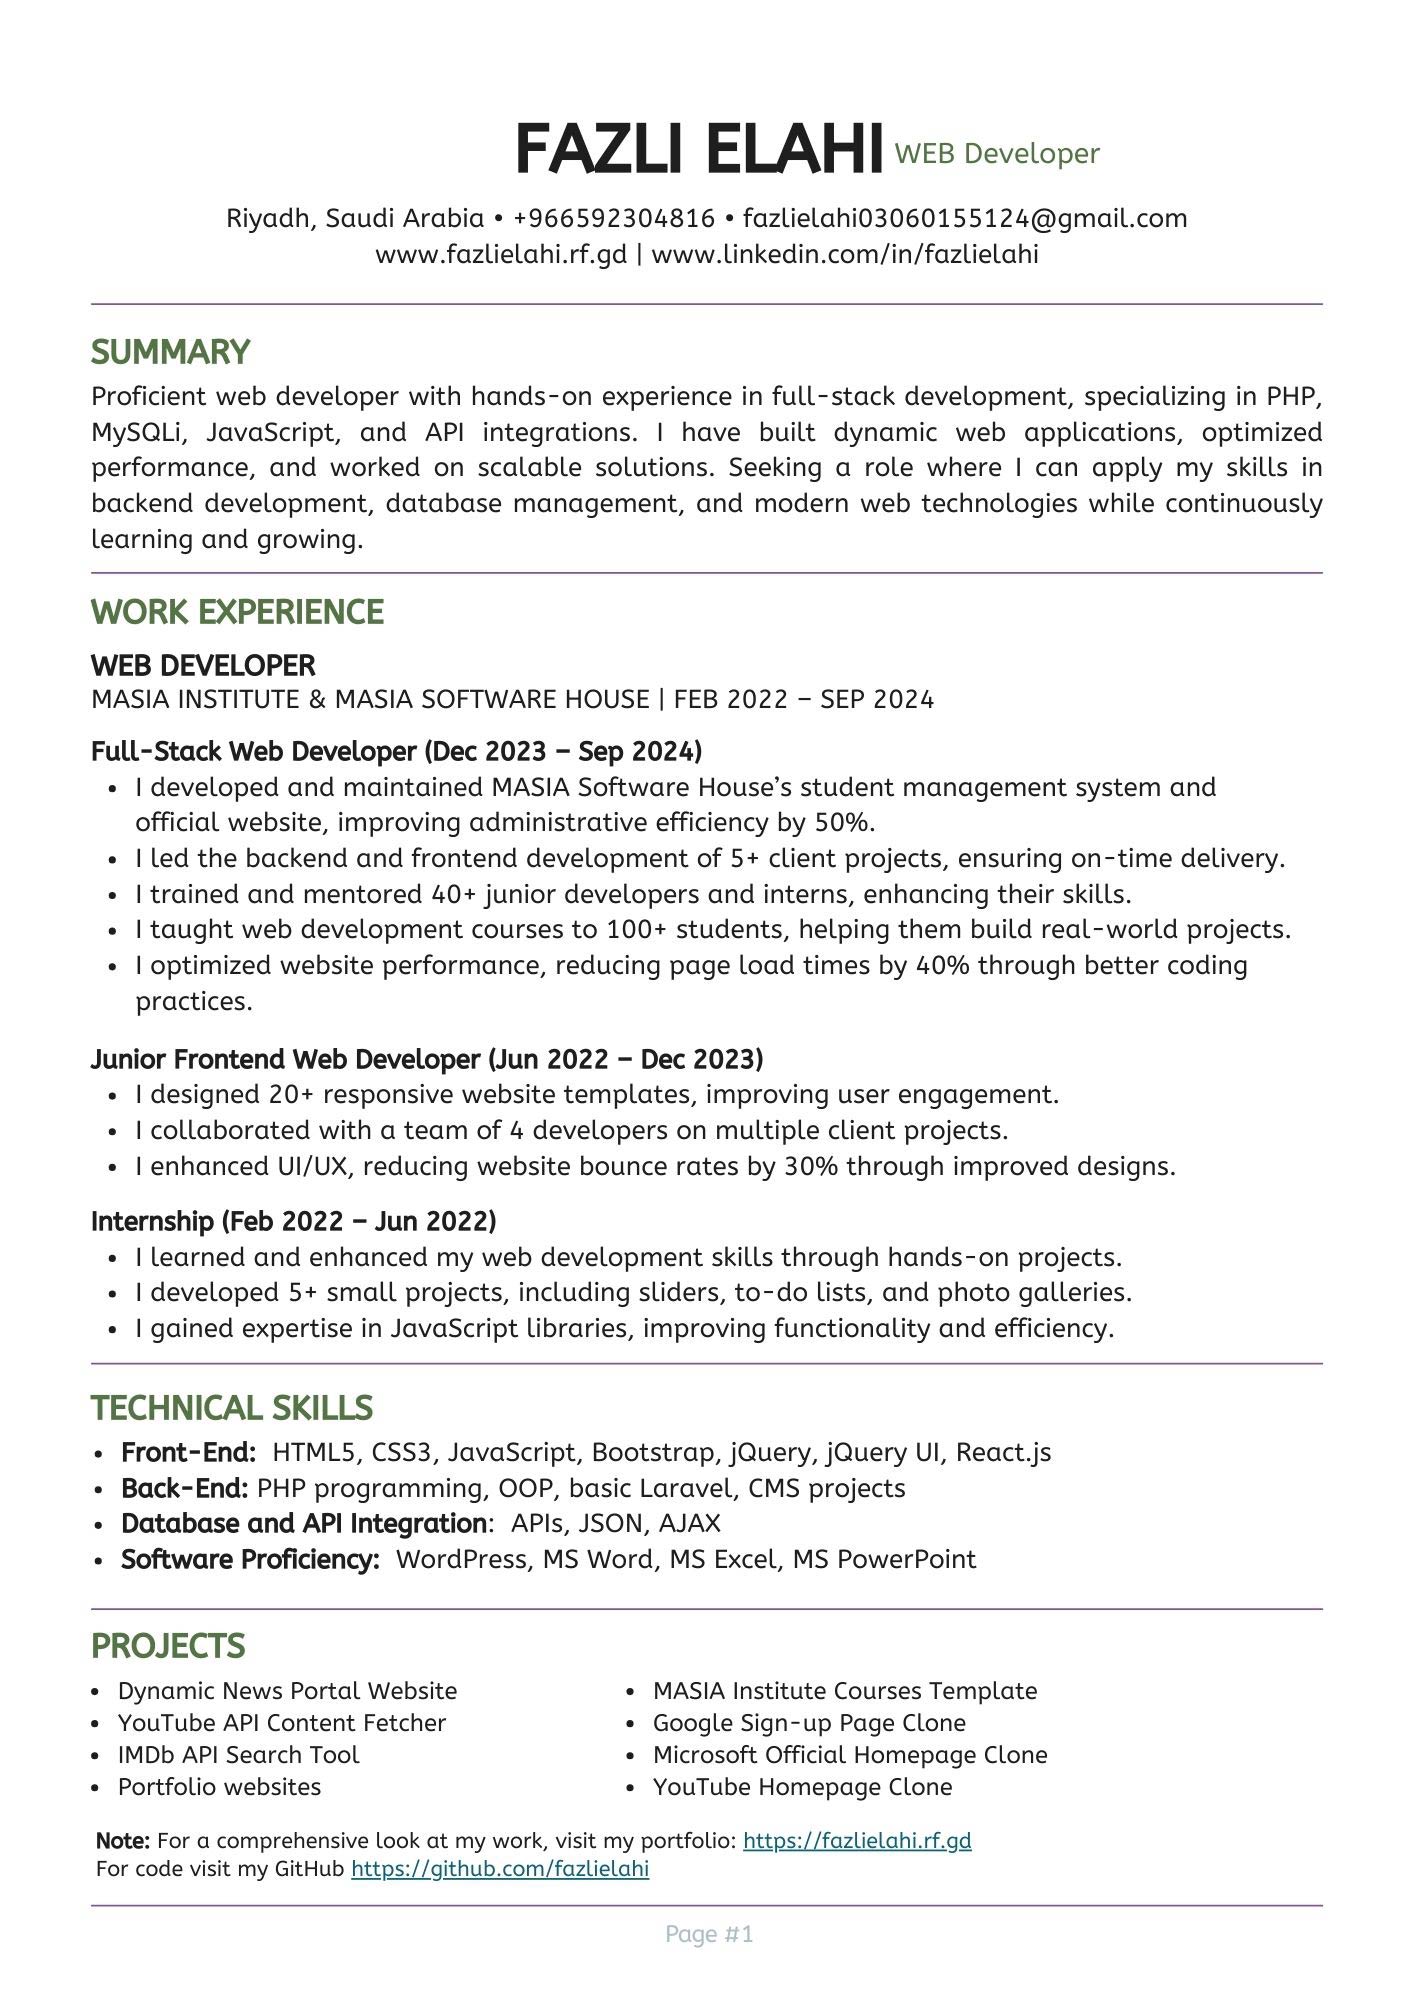 FAZLI ELAHI WEB Developer
Riyadh, Saudi Arabia • +966592304816 • fazlielahi03060155124@gmail.com
www.fazlielahi.rf.gd | www.linkedin.com/in/fazlielahi
SUMMARY
Proficient web developer with hands-on experience in full-stack development, specializing in PHP,
MySQLi, JavaScript, and API integrations. I have built dynamic web applications, optimized
performance, and worked on scalable solutions. Seeking a role where I can apply my skills in
backend development, database management, and modern web technologies while continuously
learning and growing.
WORK EXPERIENCE
WEB DEVELOPER
MASIA INSTITUTE & MASIA SOFTWARE HOUSE | FEB 2022 – SEP 2024
Full-Stack Web Developer (Dec 2023 – Sep 2024)
• I developed and maintained MASIA Software House’s student management system and
official website, improving administrative efficiency by 50%.
• I led the backend and frontend development of 5+ client projects, ensuring on-time delivery.
• I trained and mentored 40+ junior developers and interns, enhancing their skills.
• I taught web development courses to 100+ students, helping them build real-world projects.
• I optimized website performance, reducing page load times by 40% through better coding
practices.
Junior Frontend Web Developer (Jun 2022 – Dec 2023)
• I designed 20+ responsive website templates, improving user engagement.
• I collaborated with a team of 4 developers on multiple client projects.
• I enhanced UI/UX, reducing website bounce rates by 30% through improved designs.
Internship (Feb 2022 – Jun 2022)
• I learned and enhanced my web development skills through hands-on projects.
• I developed 5+ small projects, including sliders, to-do lists, and photo galleries.
• I gained expertise in JavaScript libraries, improving functionality and efficiency.
TECHNICAL SKILLS
• Front-End: HTML5, CSS3, JavaScript, Bootstrap, jQuery, jQuery UI, React.js
• Back-End: PHP programming, OOP, basic Laravel, CMS projects
• Database and API Integration: APIs, JSON, AJAX
• Software Proficiency: WordPress, MS Word, MS Excel, MS PowerPoint
PROJECTS
• Dynamic News Portal Website
• YouTube API Content Fetcher
• IMDb API Search Tool
• Portfolio websites
• MASIA Institute Courses Template
• Google Sign-up Page Clone
• Microsoft Official Homepage Clone
• YouTube Homepage Clone
Note: For a comprehensive look at my work, visit my portfolio: https://fazlielahi.rf.gd
For code visit my GitHub https://github.com/fazlielahi
Page #1